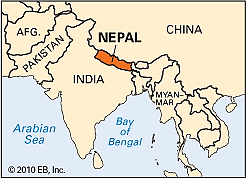 CHINA
NEPAL
AFG.
PAKISTAN
INDIA
MYAN-
MAR
Arabian
Sea
Bay
of
Bengal
© 2010 EB, Inc.